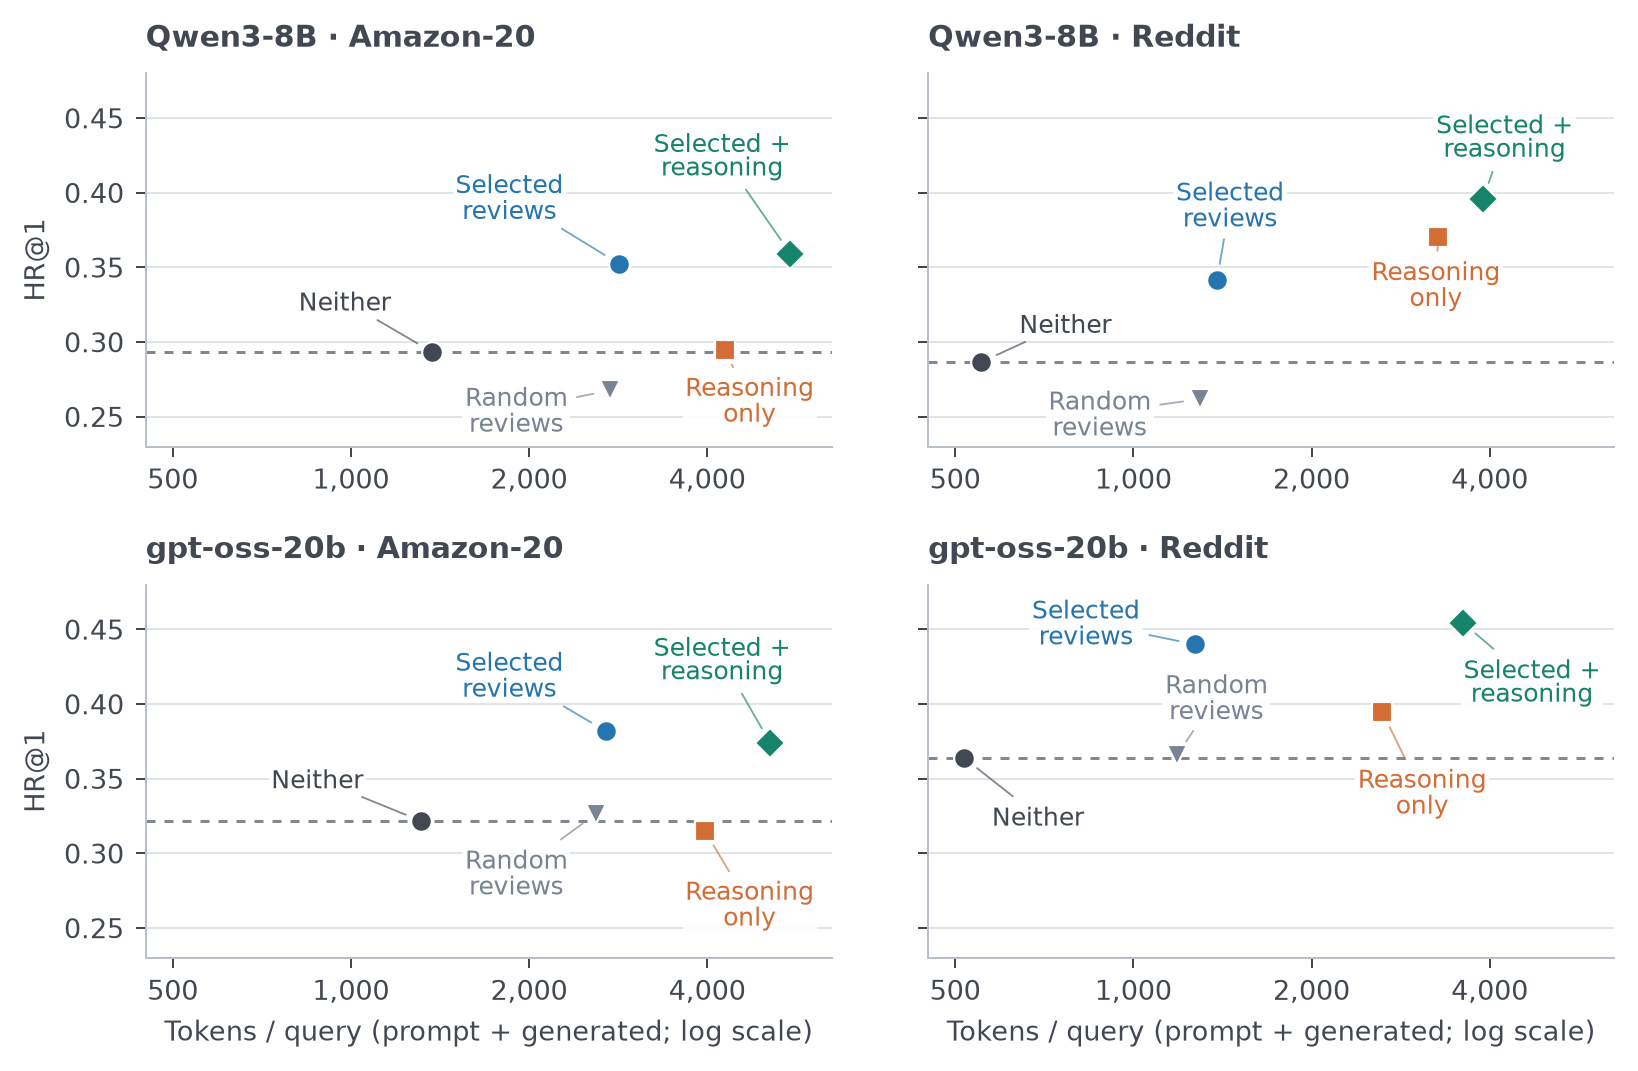 Qwen3-8B · Amazon-20
HR@1
0.45
0.40
0.35
0.30
0.25
Selected +
reasoning
Selected
reviews
Neither
Random
reviews
Reasoning
only
500
1,000
2,000
4,000
Qwen3-8B · Reddit
Selected +
reasoning
Selected
reviews
Reasoning
only
Neither
Random
reviews
500
1,000
2,000
4,000
gpt-oss-20b · Amazon-20
HR@1
0.45
0.40
0.35
0.30
0.25
Selected +
reasoning
Selected
reviews
Neither
Random
reviews
Reasoning
only
500
1,000
2,000
4,000
Tokens / query (prompt + generated; log scale)
gpt-oss-20b · Reddit
Selected
reviews
Selected +
reasoning
Random
reviews
Reasoning
only
Neither
500
1,000
2,000
4,000
Tokens / query (prompt + generated; log scale)